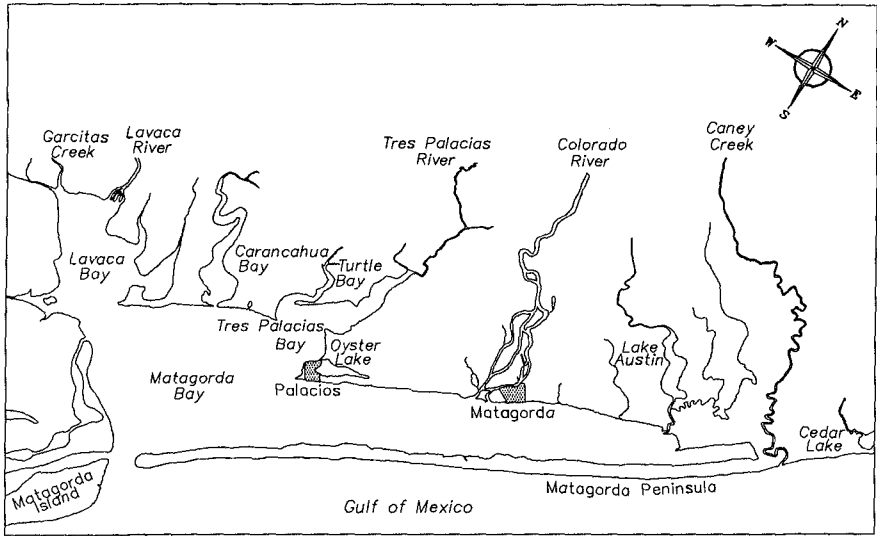 N
W
E
S
Garcitas
Creek
Lavaca
River
Tres Palacias
River
Colorado
River
Caney
Creek
Lavaca
Bay
Carancahua
Bay
Turtle
Bay
Tres Palacias
Bay
Oyster
Lake
Lake
Austin
Matagorda
Bay
Palacios
Matagorda
Cedar
Lake
Matagorda
Island
Matagorda Peninsula
Gulf of Mexico